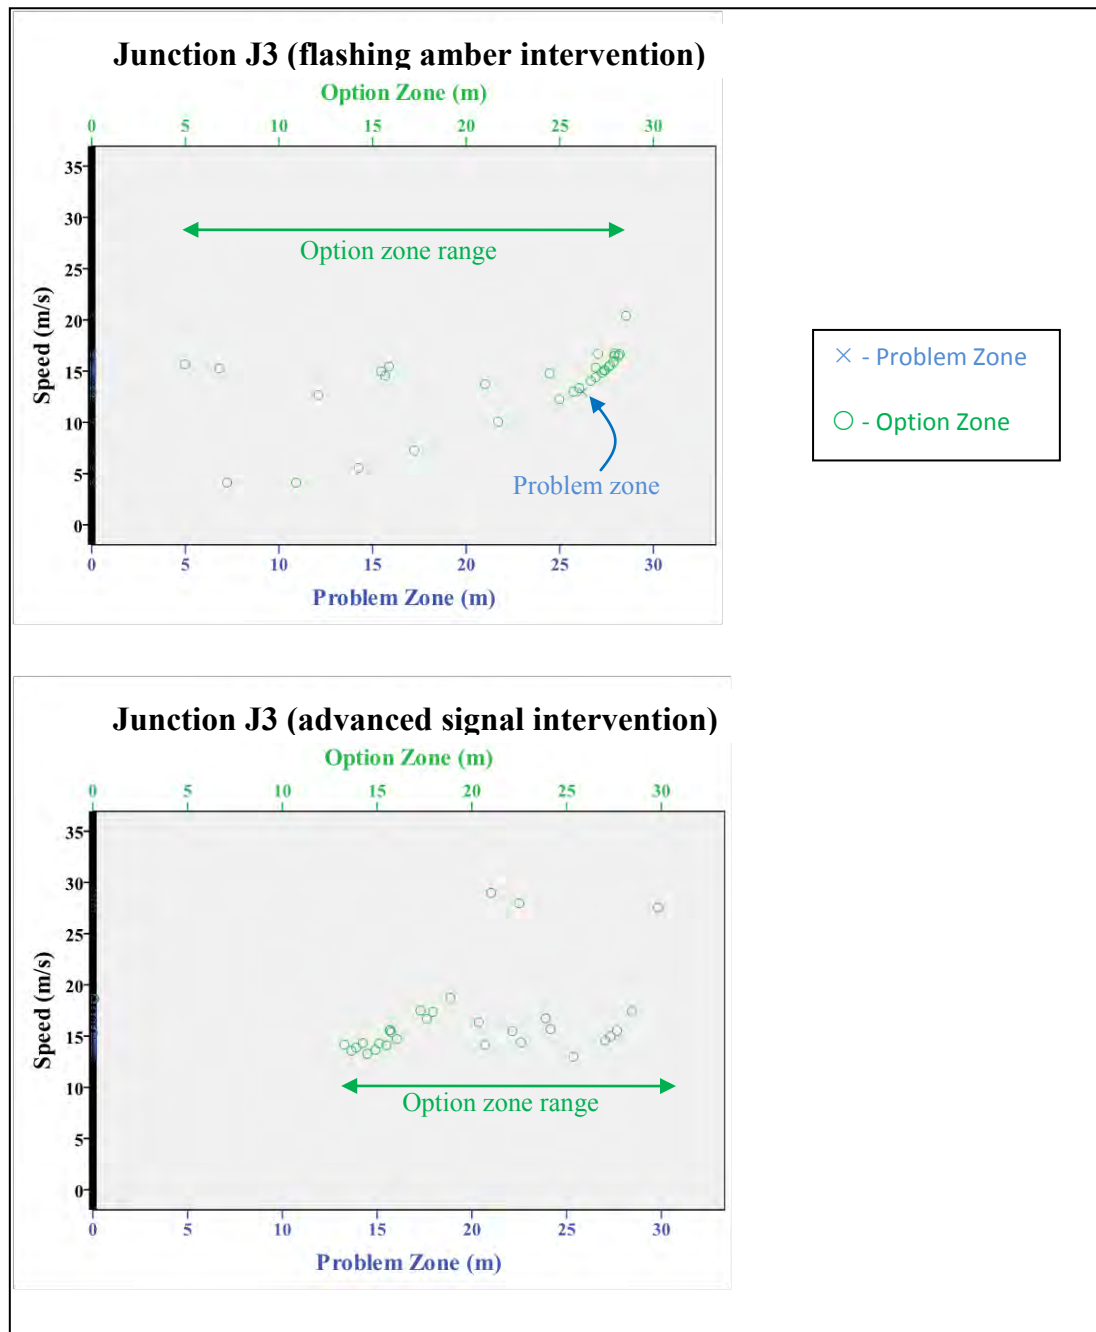 Junction J3 (flashing amber intervention)
Option Zone (m)
0 5 10 15 20 25 30
35
30
25
20
15
10
5
0
Speed (m/s)
Option zone range
Problem zone
0 5 10 15 20 25 30
Problem Zone (m)
× - Problem Zone
○ - Option Zone
Junction J3 (advanced signal intervention)
Option Zone (m)
0 5 10 15 20 25 30
35
30
25
20
15
10
5
0
Speed (m/s)
Option zone range
0 5 10 15 20 25 30
Problem Zone (m)